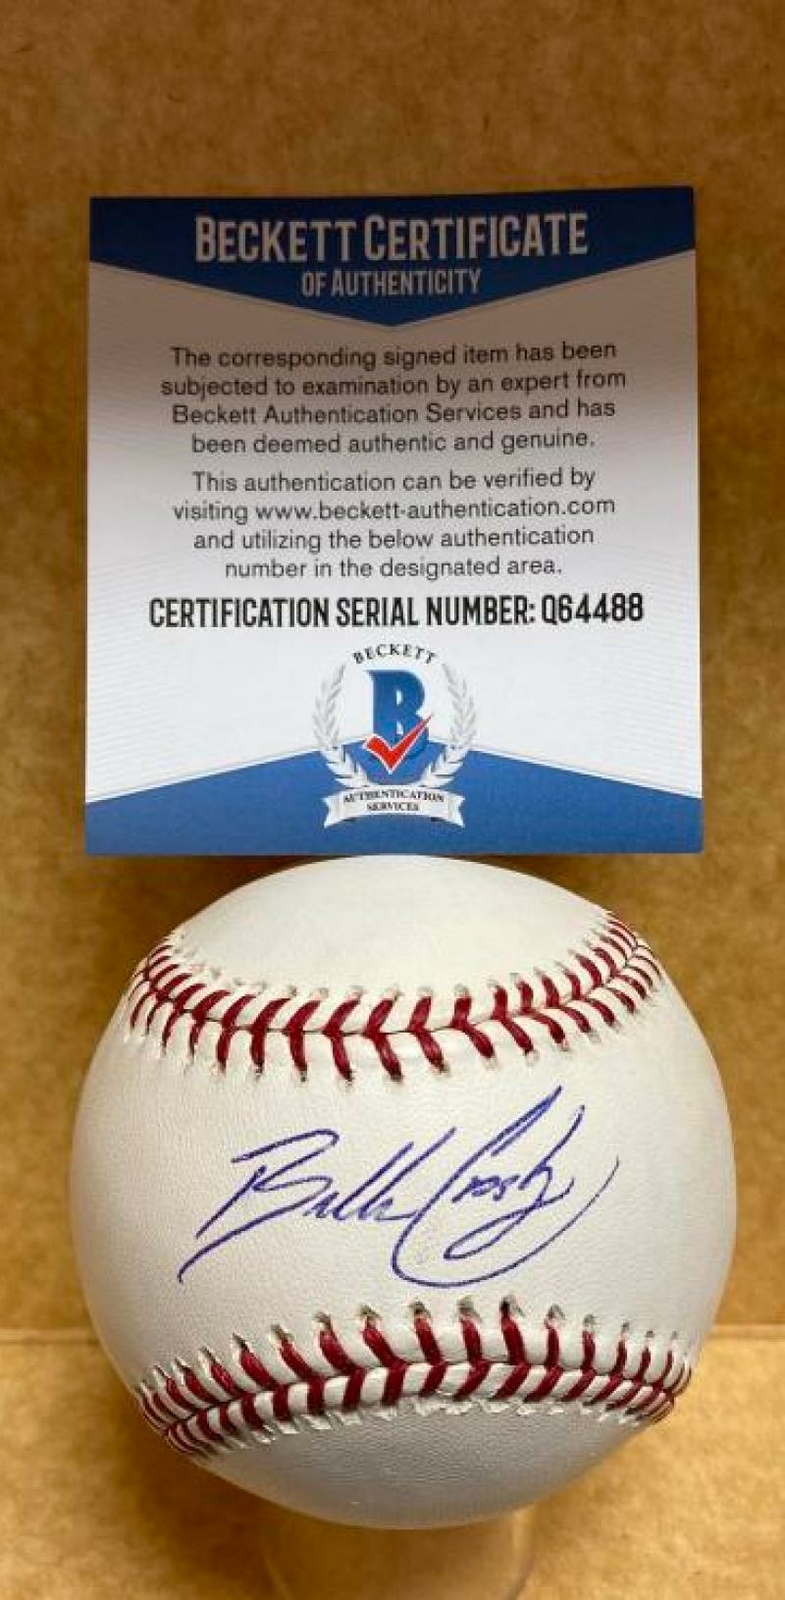 BECKETT CERTIFICATE
OF AUTHENTICITY
The corresponding signed item has been
subjected to examination by an expert from
Beckett Authentication Services and has
been deemed authentic and genuine.
This authentication can be verified by
visiting www.beckett-authentication.com
and utilizing the below authentication
number in the designated area.
CERTIFICATION SERIAL NUMBER: Q64488
BECKETT
B
AUTHENTICATION
SERVICES
Crosby